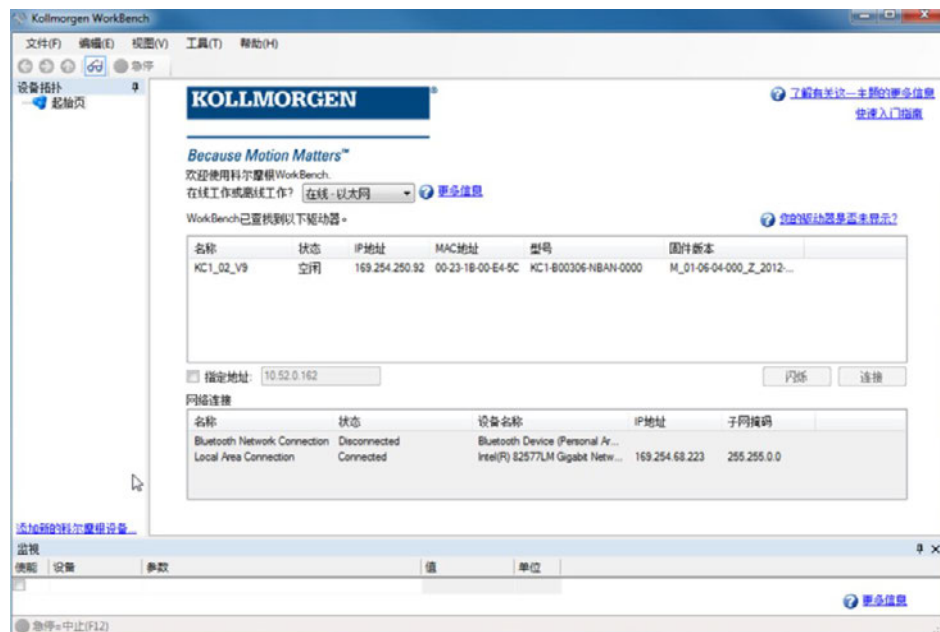 Kollmorgen WorkBench
文件(F) 编辑(E) 视图(V) 工具(T) 帮助(H)
急停
设备拓扑
起始页
KOLLMORGEN®
Because Motion Matters™
了解有关这一主题的更多信息
快速入门指南
欢迎使用科尔摩根WorkBench.
在线工作或离线工作? 在线 - 以太网 更多信息
WorkBench已查找到以下驱动器。 您的驱动器是否未显示?
名称 状态 IP地址 MAC地址 型号 固件版本
KC1_02_V9 空闲 169.254.250.92 00-23-1B-00-E4-5C KC1-B00306-NBAN-0000 M_01-06-04-000_Z_2012-...
指定地址: 10.52.0.162 闪烁 连接
网络连接
名称 状态 设备名称 IP地址 子网掩码
Bluetooth Network Connection Disconnected Bluetooth Device (Personal Ar...
Local Area Connection Connected Intel(R) 82577LM Gigabit Netw... 169.254.68.223 255.255.0.0
添加新的科尔摩根设备...
监视
使能 设备 参数 值 单位
更多信息
急停=中止(F12)